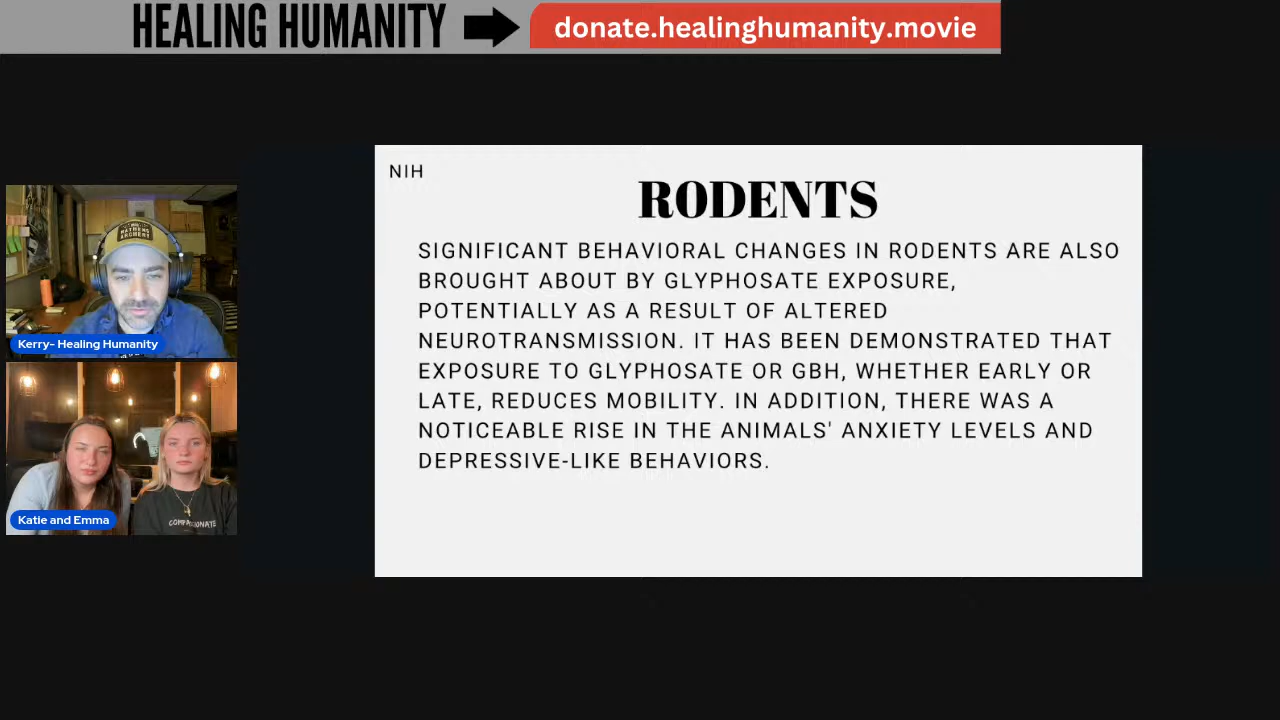 HEALING HUMANITY donate.healinghumanity.movie
NIH
RODENTS
SIGNIFICANT BEHAVIORAL CHANGES IN RODENTS ARE ALSO
BROUGHT ABOUT BY GLYPHOSATE EXPOSURE,
POTENTIALLY AS A RESULT OF ALTERED
NEUROTRANSMISSION. IT HAS BEEN DEMONSTRATED THAT
EXPOSURE TO GLYPHOSATE OR GBH, WHETHER EARLY OR
LATE, REDUCES MOBILITY. IN ADDITION, THERE WAS A
NOTICEABLE RISE IN THE ANIMALS' ANXIETY LEVELS AND
DEPRESSIVE-LIKE BEHAVIORS.
MATHEWS
ARCHERY
Kerry- Healing Humanity
COMPASSIONATE
Katie and Emma